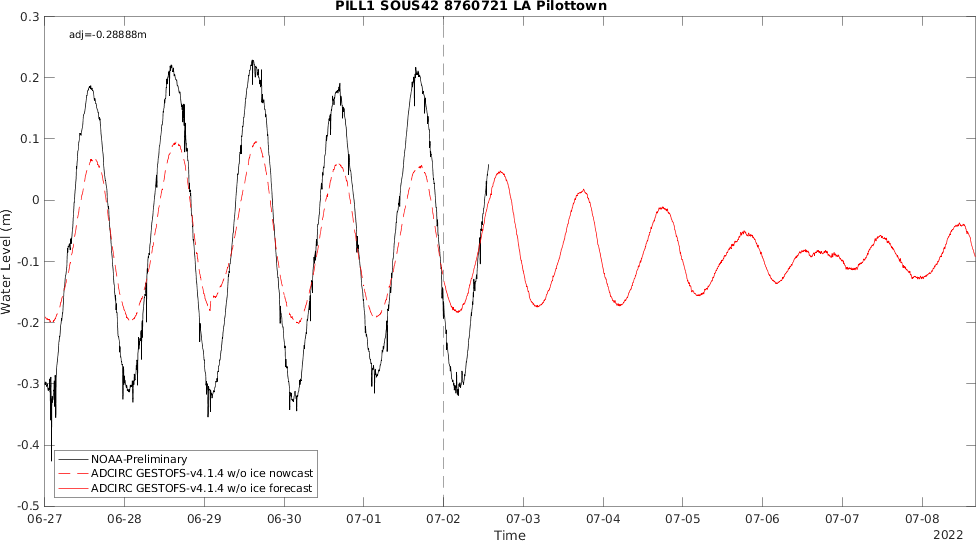 PILL1 SOUS42 8760721 LA Pilottown
adj=-0.28888m
0.3
0.2
0.1
0
-0.1
-0.2
-0.3
-0.4
-0.5
Water Level (m)
NOAA-Preliminary
ADCIRC GESTOFS-v4.1.4 w/o ice nowcast
ADCIRC GESTOFS-v4.1.4 w/o ice forecast
06-27 06-28 06-29 06-30 07-01 07-02 07-03 07-04 07-05 07-06 07-07 07-08
Time
2022